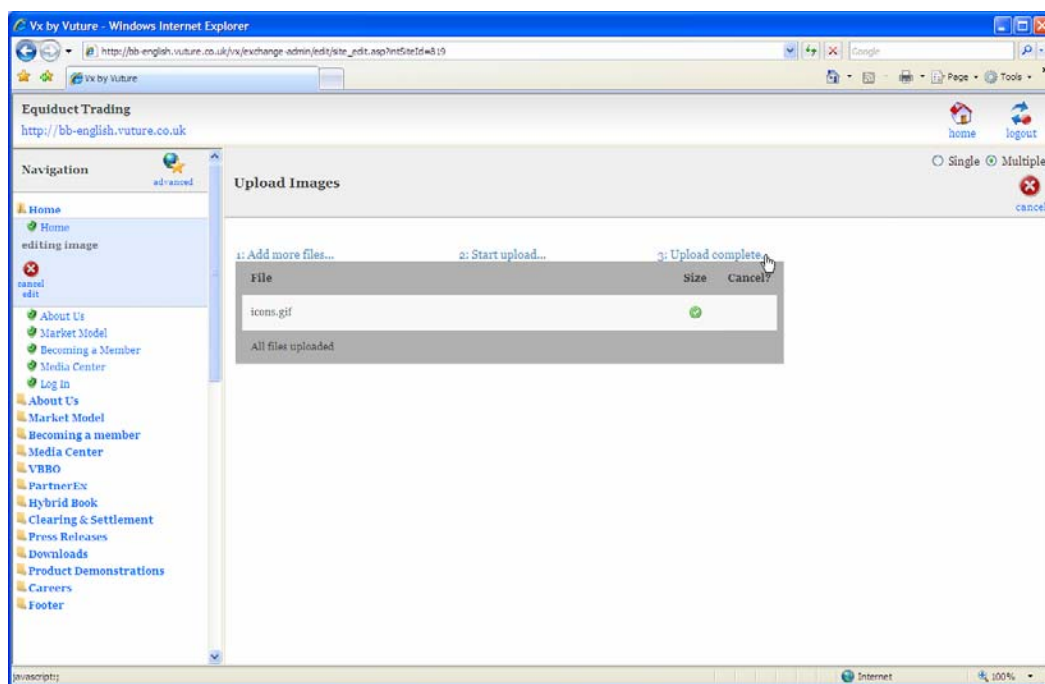 Vx by Vuture - Windows Internet Explorer
http://bb-english.vuture.co.uk/vx/exchange-admin/edit/site_edit.asp?intSiteId=819
Google
Vx by Vuture
Page
Tools
Equiduct Trading
http://bb-english.vuture.co.uk
home
logout
Navigation
advanced
Upload Images
Single
Multiple
cancel
Home
Home
editing image
cancel
edit
About Us
Market Model
Becoming a Member
Media Center
Log In
About Us
Market Model
Becoming a member
Media Center
VBBO
PartnerEx
Hybrid Book
Clearing & Settlement
Press Releases
Downloads
Product Demonstrations
Careers
Footer
1: Add more files...
2: Start upload...
3: Upload complete...
File
Size
Cancel?
icons.gif
All files uploaded
javascript:;
Internet
100%